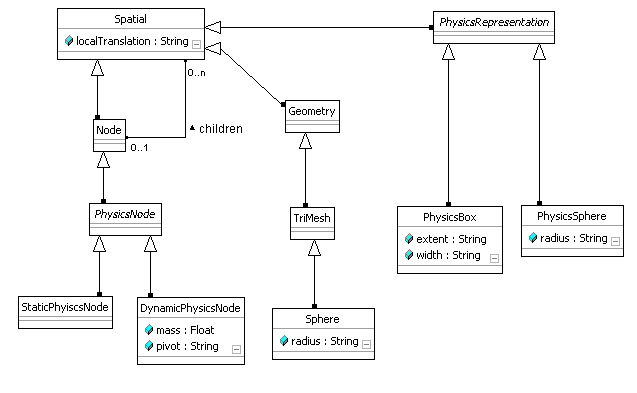 Spatial
localTranslation : String
PhysicsRepresentation
0..n
Geometry
Node
children
0..1
PhysicsNode
TriMesh
PhysicsBox
extent : String
width : String
PhysicsSphere
radius : String
StaticPhyiscsNode
DynamicPhysicsNode
mass : Float
pivot : String
Sphere
radius : String